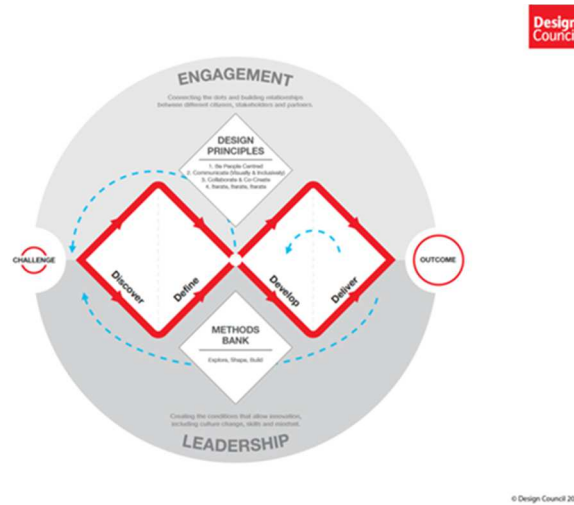 Design
Council
ENGAGEMENT
Connecting the dots and building relationships
between different citizens, stakeholders and partners.
DESIGN
PRINCIPLES
1. Be People Centred
2. Communicate (Visually & Inclusively)
3. Collaborate & Co-Create
4. Iterate, Iterate, Iterate
CHALLENGE
OUTCOME
Discover
Define
Develop
Deliver
METHODS
BANK
Explore, Shape, Build
Creating the conditions that allow innovation,
including culture change, skills and mindset.
LEADERSHIP
© Design Council 20